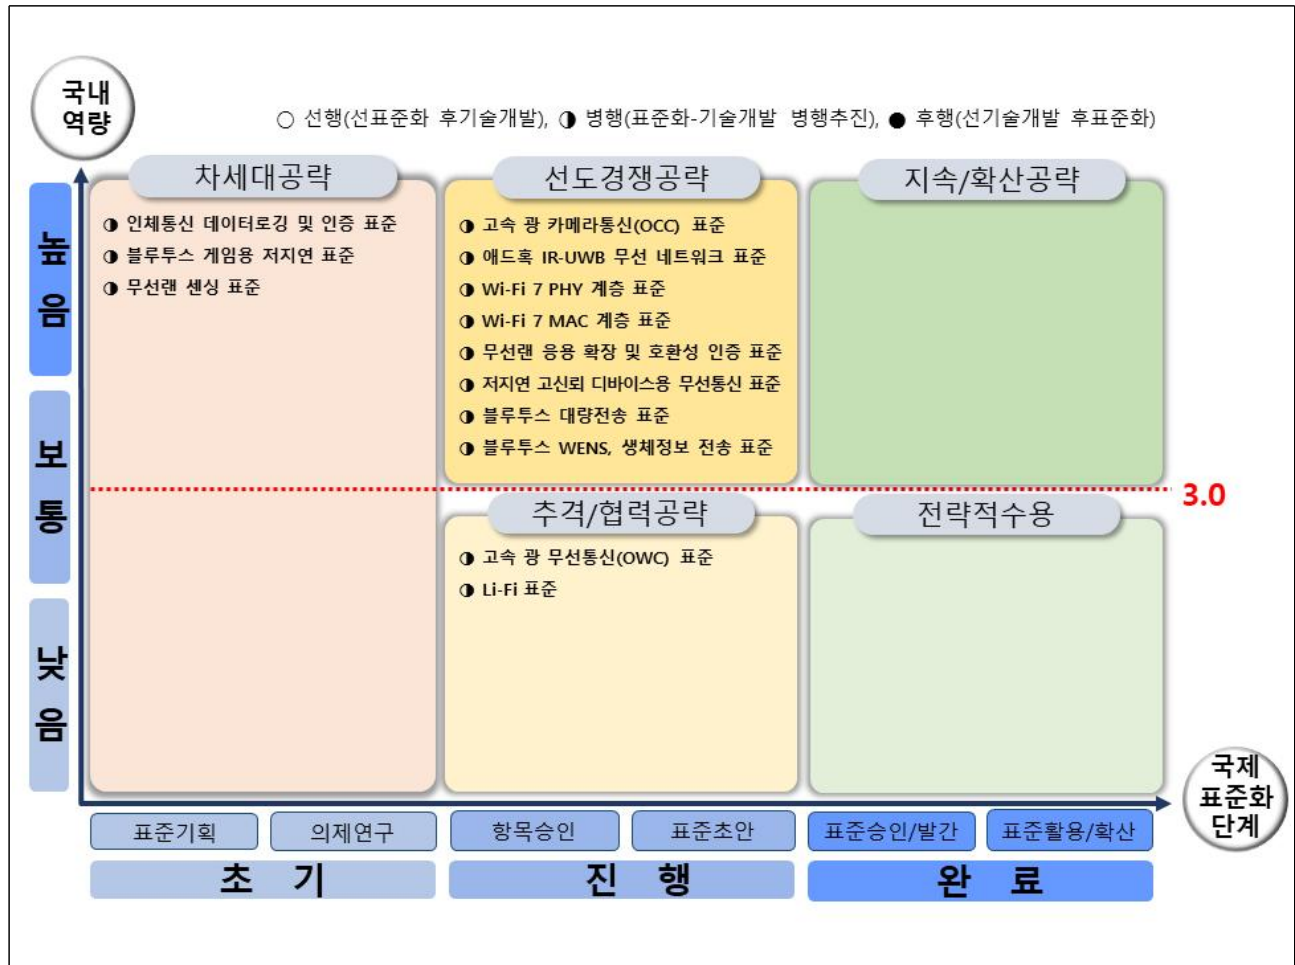 국내
역량
○ 선행(선표준화 후기술개발), ◑ 병행(표준화-기술개발 병행추진), ● 후행(선기술개발 후표준화)
차세대공략
◑ 인체통신 데이터로깅 및 인증 표준
◑ 블루투스 게임용 저지연 표준
◑ 무선랜 센싱 표준
선도경쟁공략
◑ 고속 광 카메라통신(OCC) 표준
◑ 애드혹 IR-UWB 무선 네트워크 표준
◑ Wi-Fi 7 PHY 계층 표준
◑ Wi-Fi 7 MAC 계층 표준
◑ 무선랜 응용 확장 및 호환성 인증 표준
◑ 저지연 고신뢰 디바이스용 무선통신 표준
◑ 블루투스 대량전송 표준
◑ 블루투스 WENS, 생체정보 전송 표준
지속/확산공략
높음
보통
낮음
3.0
추격/협력공략
◑ 고속 광 무선통신(OWC) 표준
◑ Li-Fi 표준
전략적수용
국제
표준화
단계
표준기획 의제연구 항목승인 표준초안 표준승인/발간 표준활용/확산
초 기 진 행 완 료